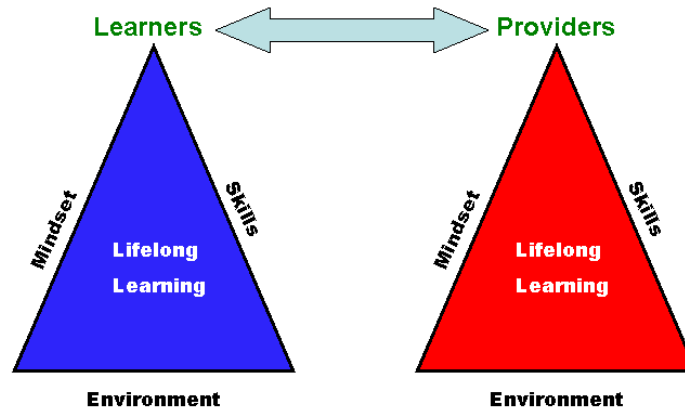 Learners
Providers
Mindset
Skills
Lifelong
Learning
Environment
Mindset
Skills
Lifelong
Learning
Environment